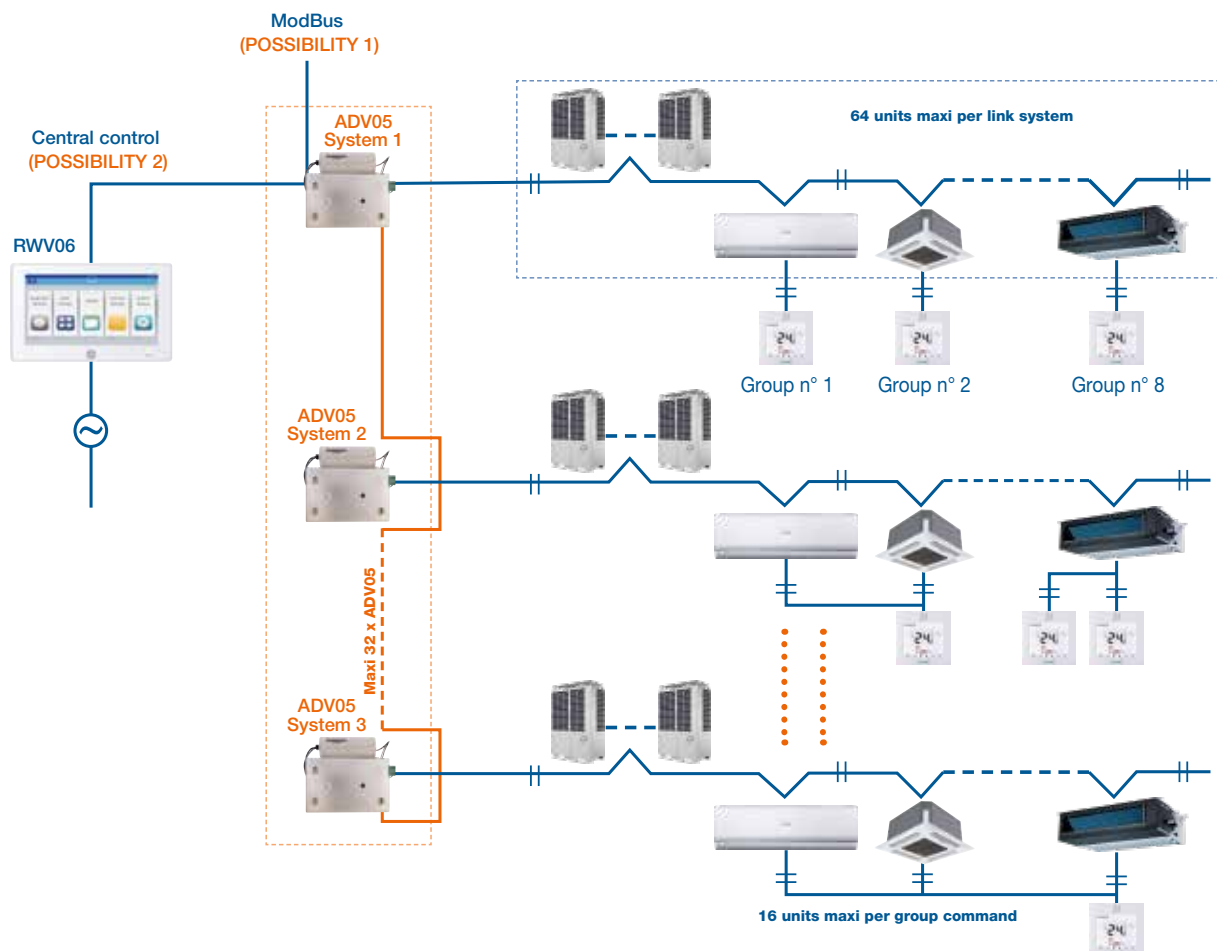 ModBus
(POSSIBILITY 1)
Central control
(POSSIBILITY 2)
RWV06
ADV05
System 1
64 units maxi per link system
24
24
24
Group n° 1
Group n° 2
Group n° 8
ADV05
System 2
24
24
24
Maxi 32 x ADV05
ADV05
System 3
16 units maxi per group command
24